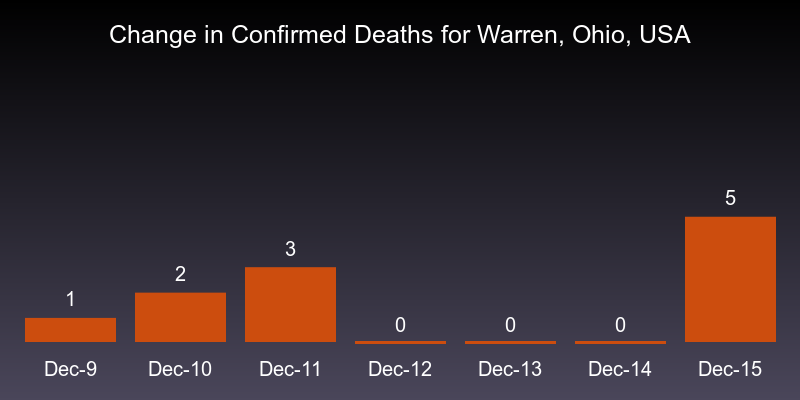 Change in Confirmed Deaths for Warren, Ohio, USA
5
3
2
1
0
0
0
Dec-9
Dec-10
Dec-11
Dec-12
Dec-13
Dec-14
Dec-15